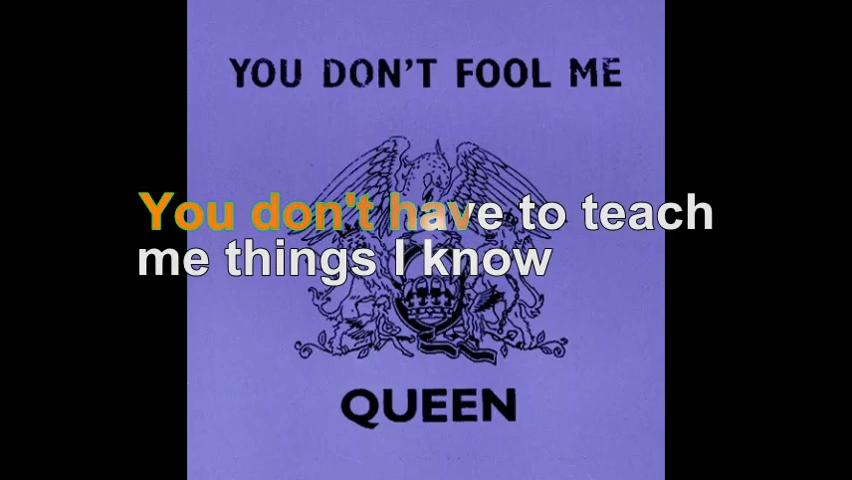 YOU DON'T FOOL ME
You don't have to teach
me things I know
QUEEN